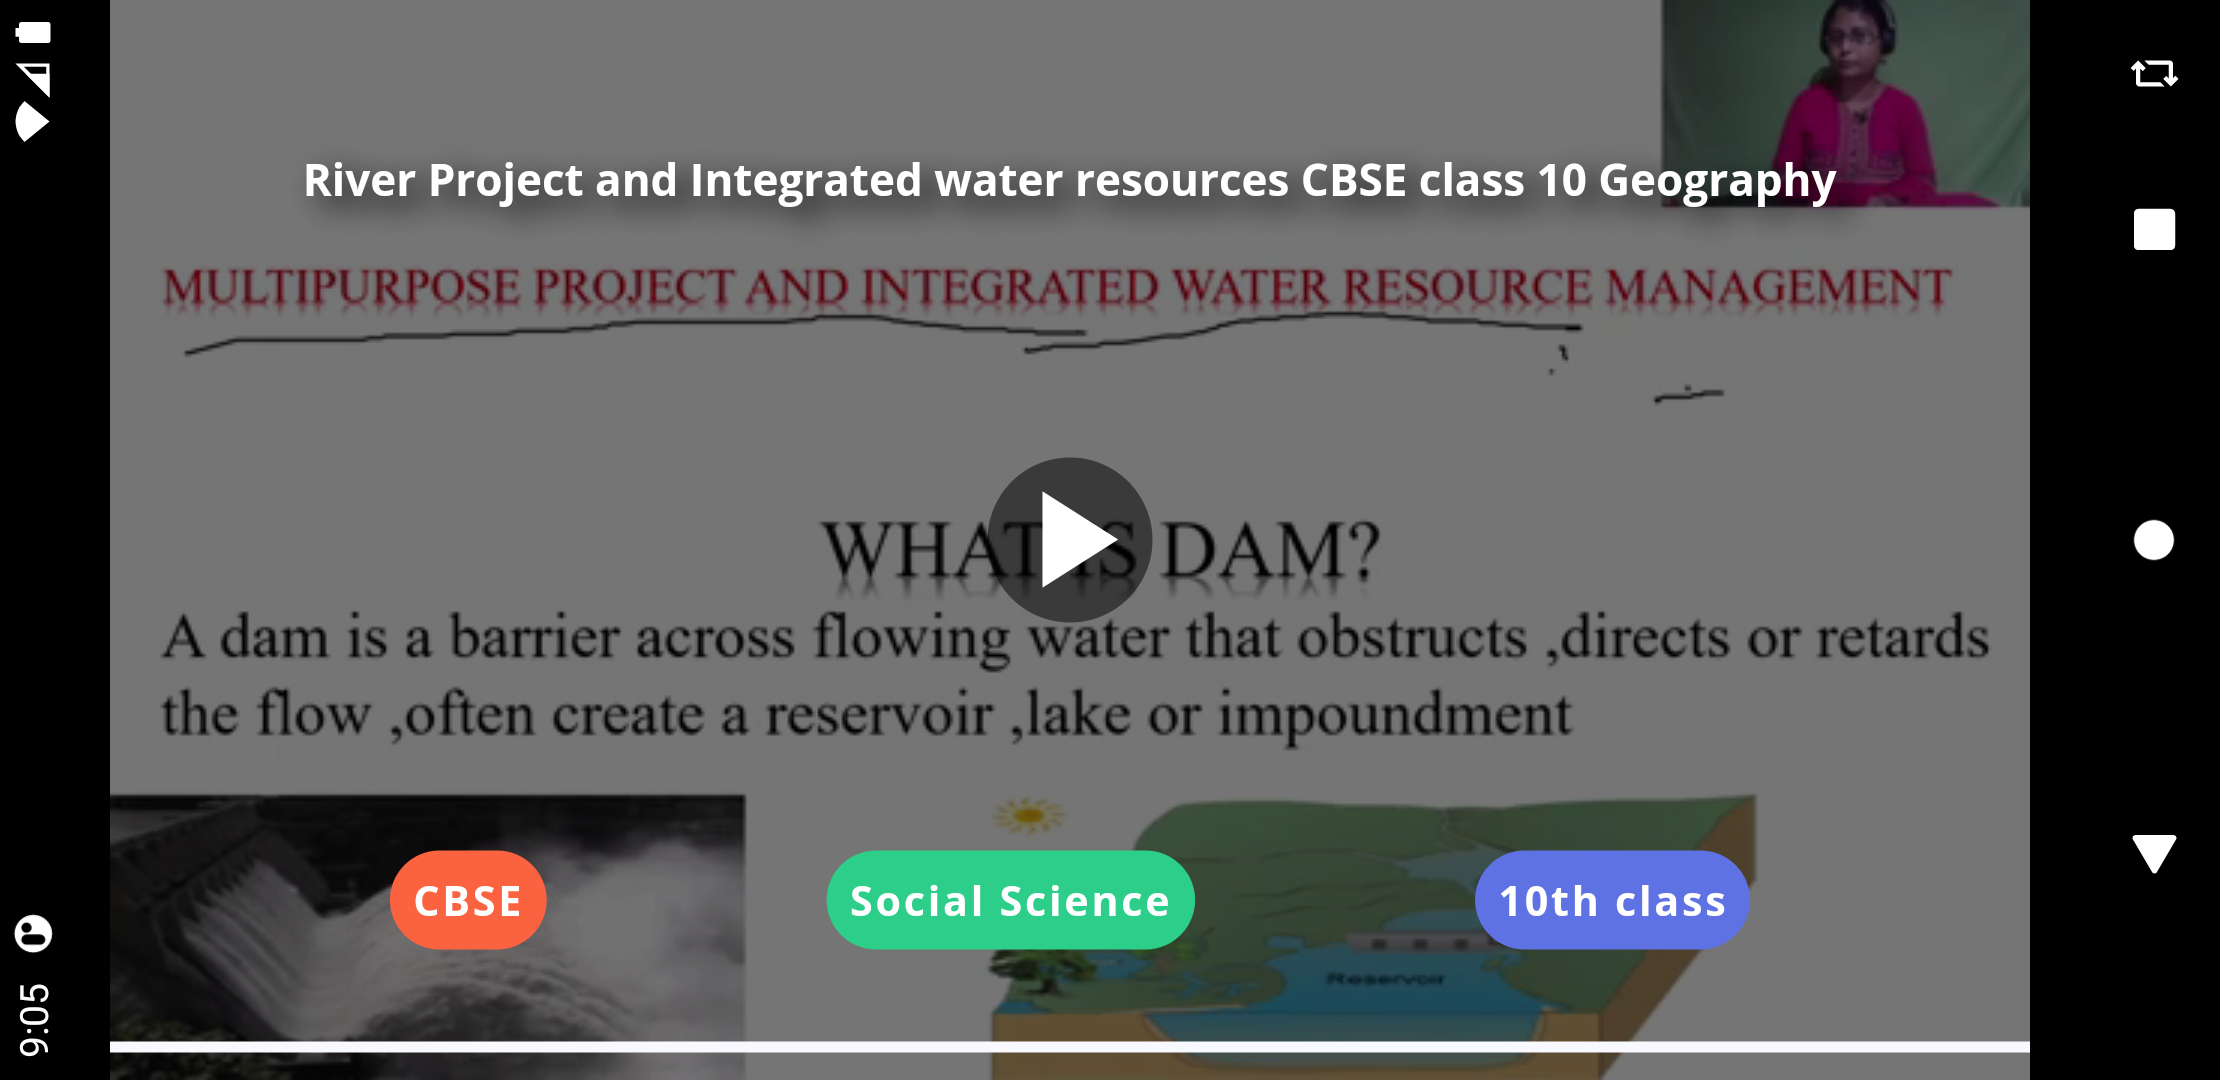 River Project and Integrated water resources CBSE class 10 Geography
MULTIPURPOSE PROJECT AND INTEGRATED WATER RESOURCE MANAGEMENT
WHAT IS DAM?
A dam is a barrier across flowing water that obstructs ,directs or retards
the flow ,often create a reservoir ,lake or impoundment
CBSE
Social Science
10th class
Reservoir
9:05